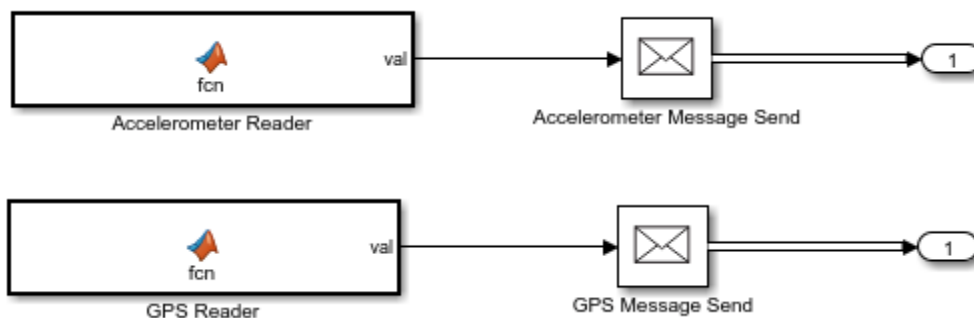 val
fcn
1
Accelerometer Reader
Accelerometer Message Send
val
fcn
1
GPS Reader
GPS Message Send